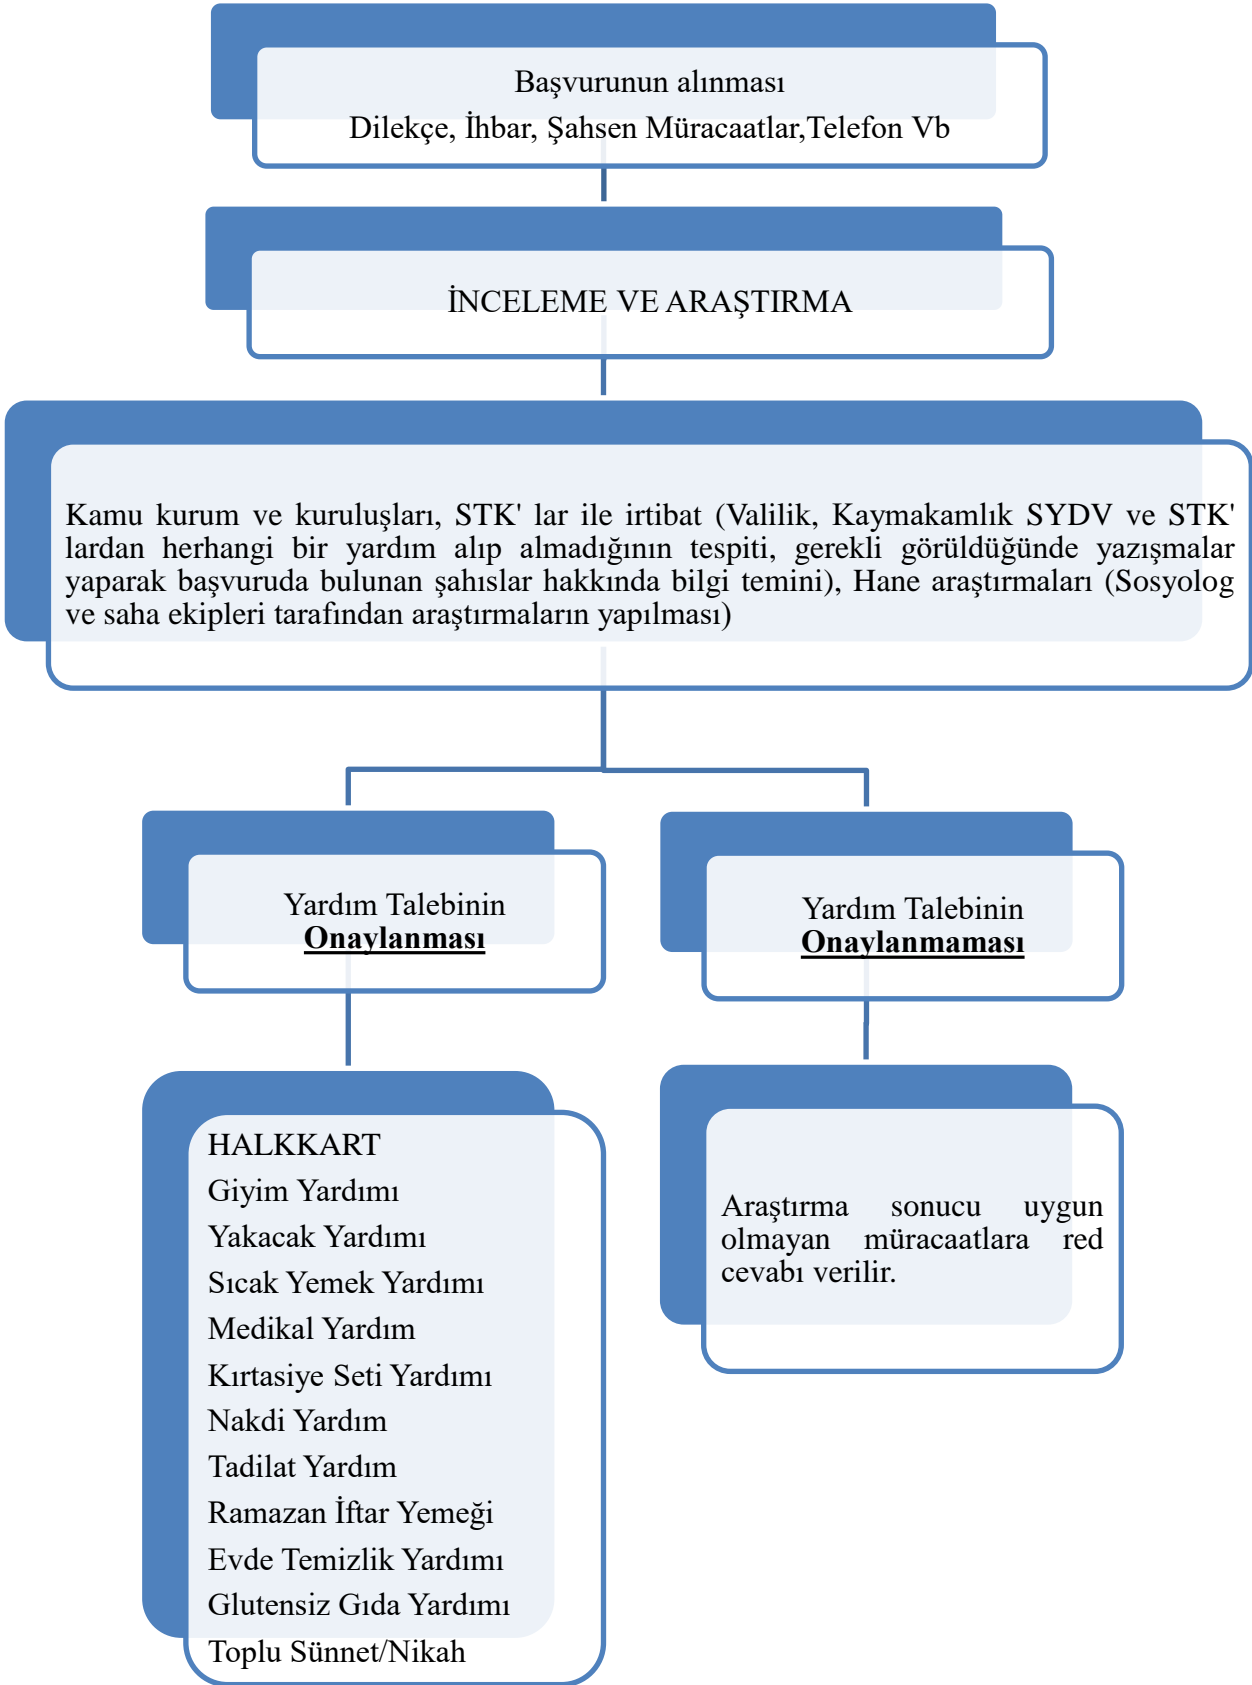 Başvurunun alınması
Dilekçe, İhbar, Şahsen Müracaatlar,Telefon Vb
İNCELEME VE ARAŞTIRMA
Kamu kurum ve kuruluşları, STK' lar ile irtibat (Valilik, Kaymakamlık SYDV ve STK'
lardan herhangi bir yardım alıp almadığının tespiti, gerekli görüldüğünde yazışmalar
yaparak başvuruda bulunan şahıslar hakkında bilgi temini), Hane araştırmaları (Sosyolog
ve saha ekipleri tarafından araştırmaların yapılması)
Yardım Talebinin
Onaylanması
Yardım Talebinin
Onaylanmaması
HALKKART
Giyim Yardımı
Yakacak Yardımı
Sıcak Yemek Yardımı
Medikal Yardım
Kırtasiye Seti Yardımı
Nakdi Yardım
Tadilat Yardım
Ramazan İftar Yemeği
Evde Temizlik Yardımı
Glutensiz Gıda Yardımı
Toplu Sünnet/Nikah
Araştırma sonucu uygun
olmayan müracaatlara red
cevabı verilir.